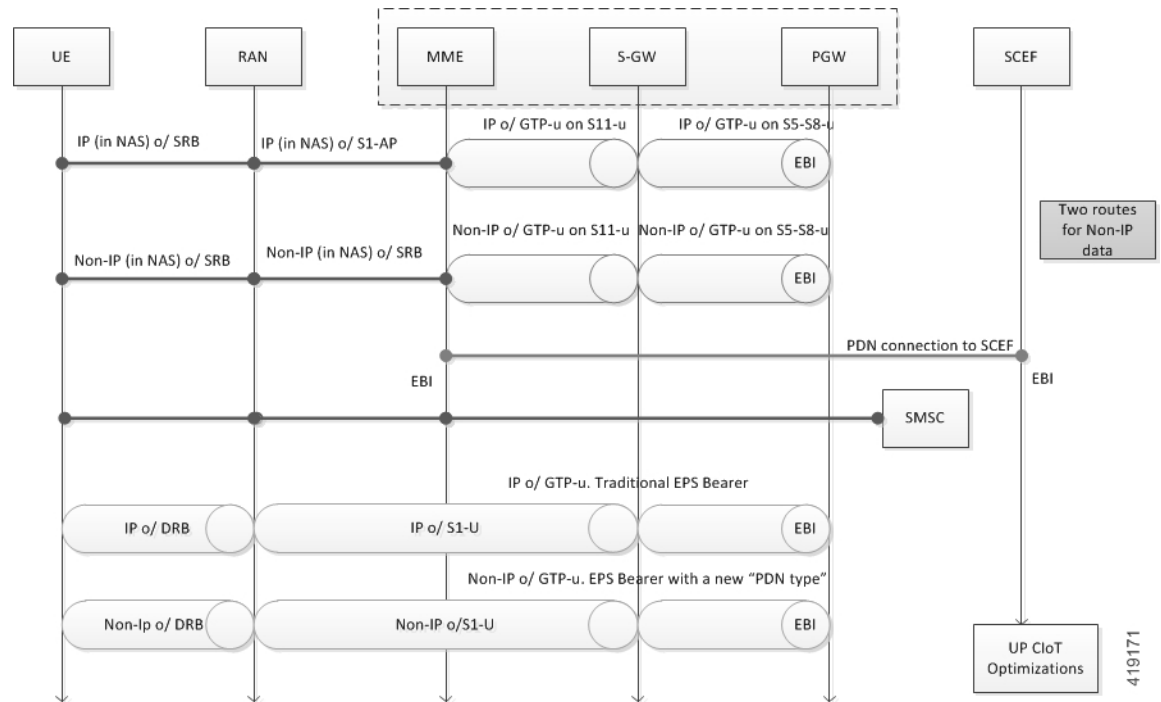 UE
RAN
MME
S-GW
PGW
SCEF
IP o/ GTP-u on S11-u
IP o/ GTP-u on S5-S8-u
IP (in NAS) o/ SRB
IP (in NAS) o/ S1-AP
EBI
Two routes
for Non-IP
data
Non-IP o/ GTP-u on S11-u
Non-IP o/ GTP-u on S5-S8-u
Non-IP (in NAS) o/ SRB
Non-IP (in NAS) o/ SRB
EBI
PDN connection to SCEF
EBI
EBI
SMSC
IP o/ GTP-u. Traditional EPS Bearer
IP o/ DRB
IP o/ S1-U
EBI
Non-IP o/ GTP-u. EPS Bearer with a new “PDN type”
Non-Ip o/ DRB
Non-IP o/S1-U
EBI
UP CIoT
Optimizations
419171